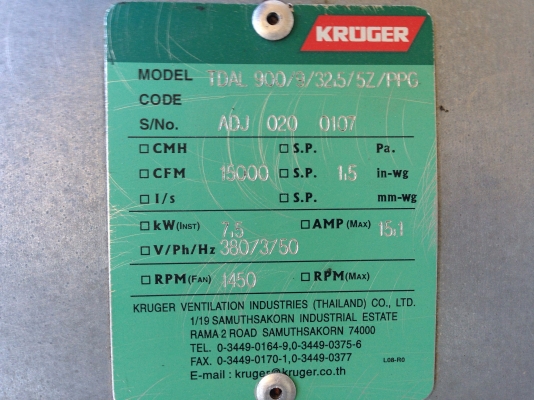 KRÜGER
MODEL TDAL 900/9/32.5/5Z/PPG
CODE
S/No. ADJ 020 0107
CMH S.P. Pa.
CFM 15000 S.P. 1.5 in-wg
l/s S.P. mm-wg
kW(INST) 7.5 AMP(MAX) 15.1
V/Ph/Hz 380/3/50
RPM(FAN) 1450 RPM(MAX)
KRUGER VENTILATION INDUSTRIES (THAILAND) CO., LTD.
1/19 SAMUTHSAKORN INDUSTRIAL ESTATE
RAMA 2 ROAD SAMUTHSAKORN 74000
TEL. 0-3449-0164-9,0-3449-0375-6
FAX. 0-3449-0170-1,0-3449-0377
E-mail : kruger@kruger.co.th
L08-R0